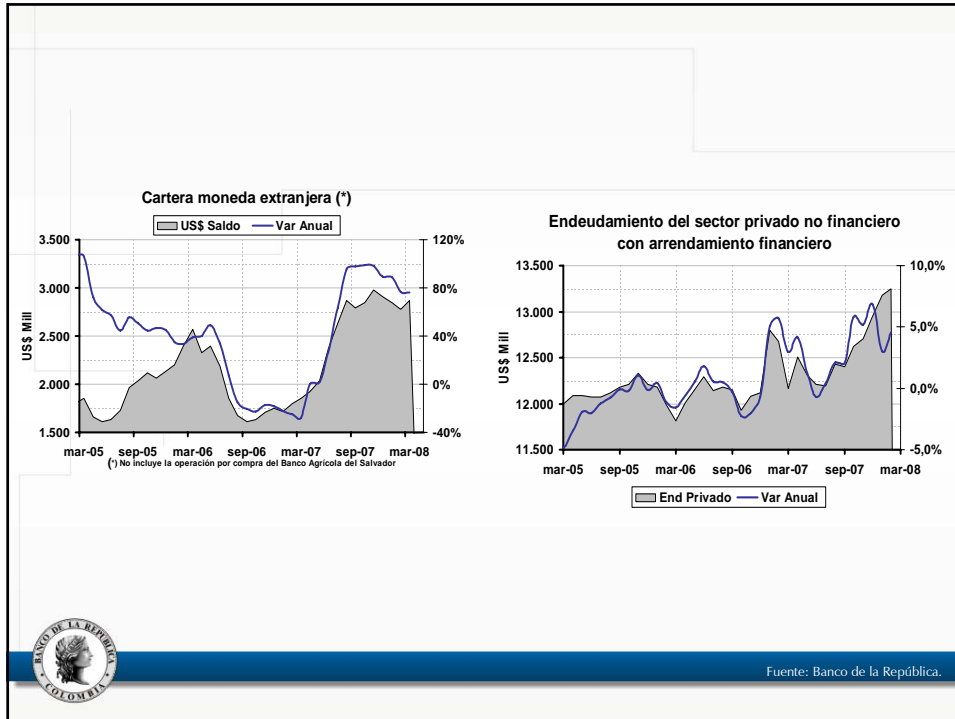 Cartera moneda extranjera (*)
US$ Saldo Var Anual
3.500
3.000
2.500
2.000
1.500
US$ Mill
120%
80%
40%
0%
-40%
mar-05 sep-05 mar-06 sep-06 mar-07 sep-07 mar-08
(*) No incluye la operación por compra del Banco Agrícola del Salvador
Endeudamiento del sector privado no financiero
con arrendamiento financiero
13.500
13.000
12.500
12.000
11.500
US$ Mill
10,0%
5,0%
0,0%
-5,0%
mar-05 sep-05 mar-06 sep-06 mar-07 sep-07 mar-08
End Privado Var Anual
BANCO DE LA REPÚBLICA
COLOMBIA
Fuente: Banco de la República.